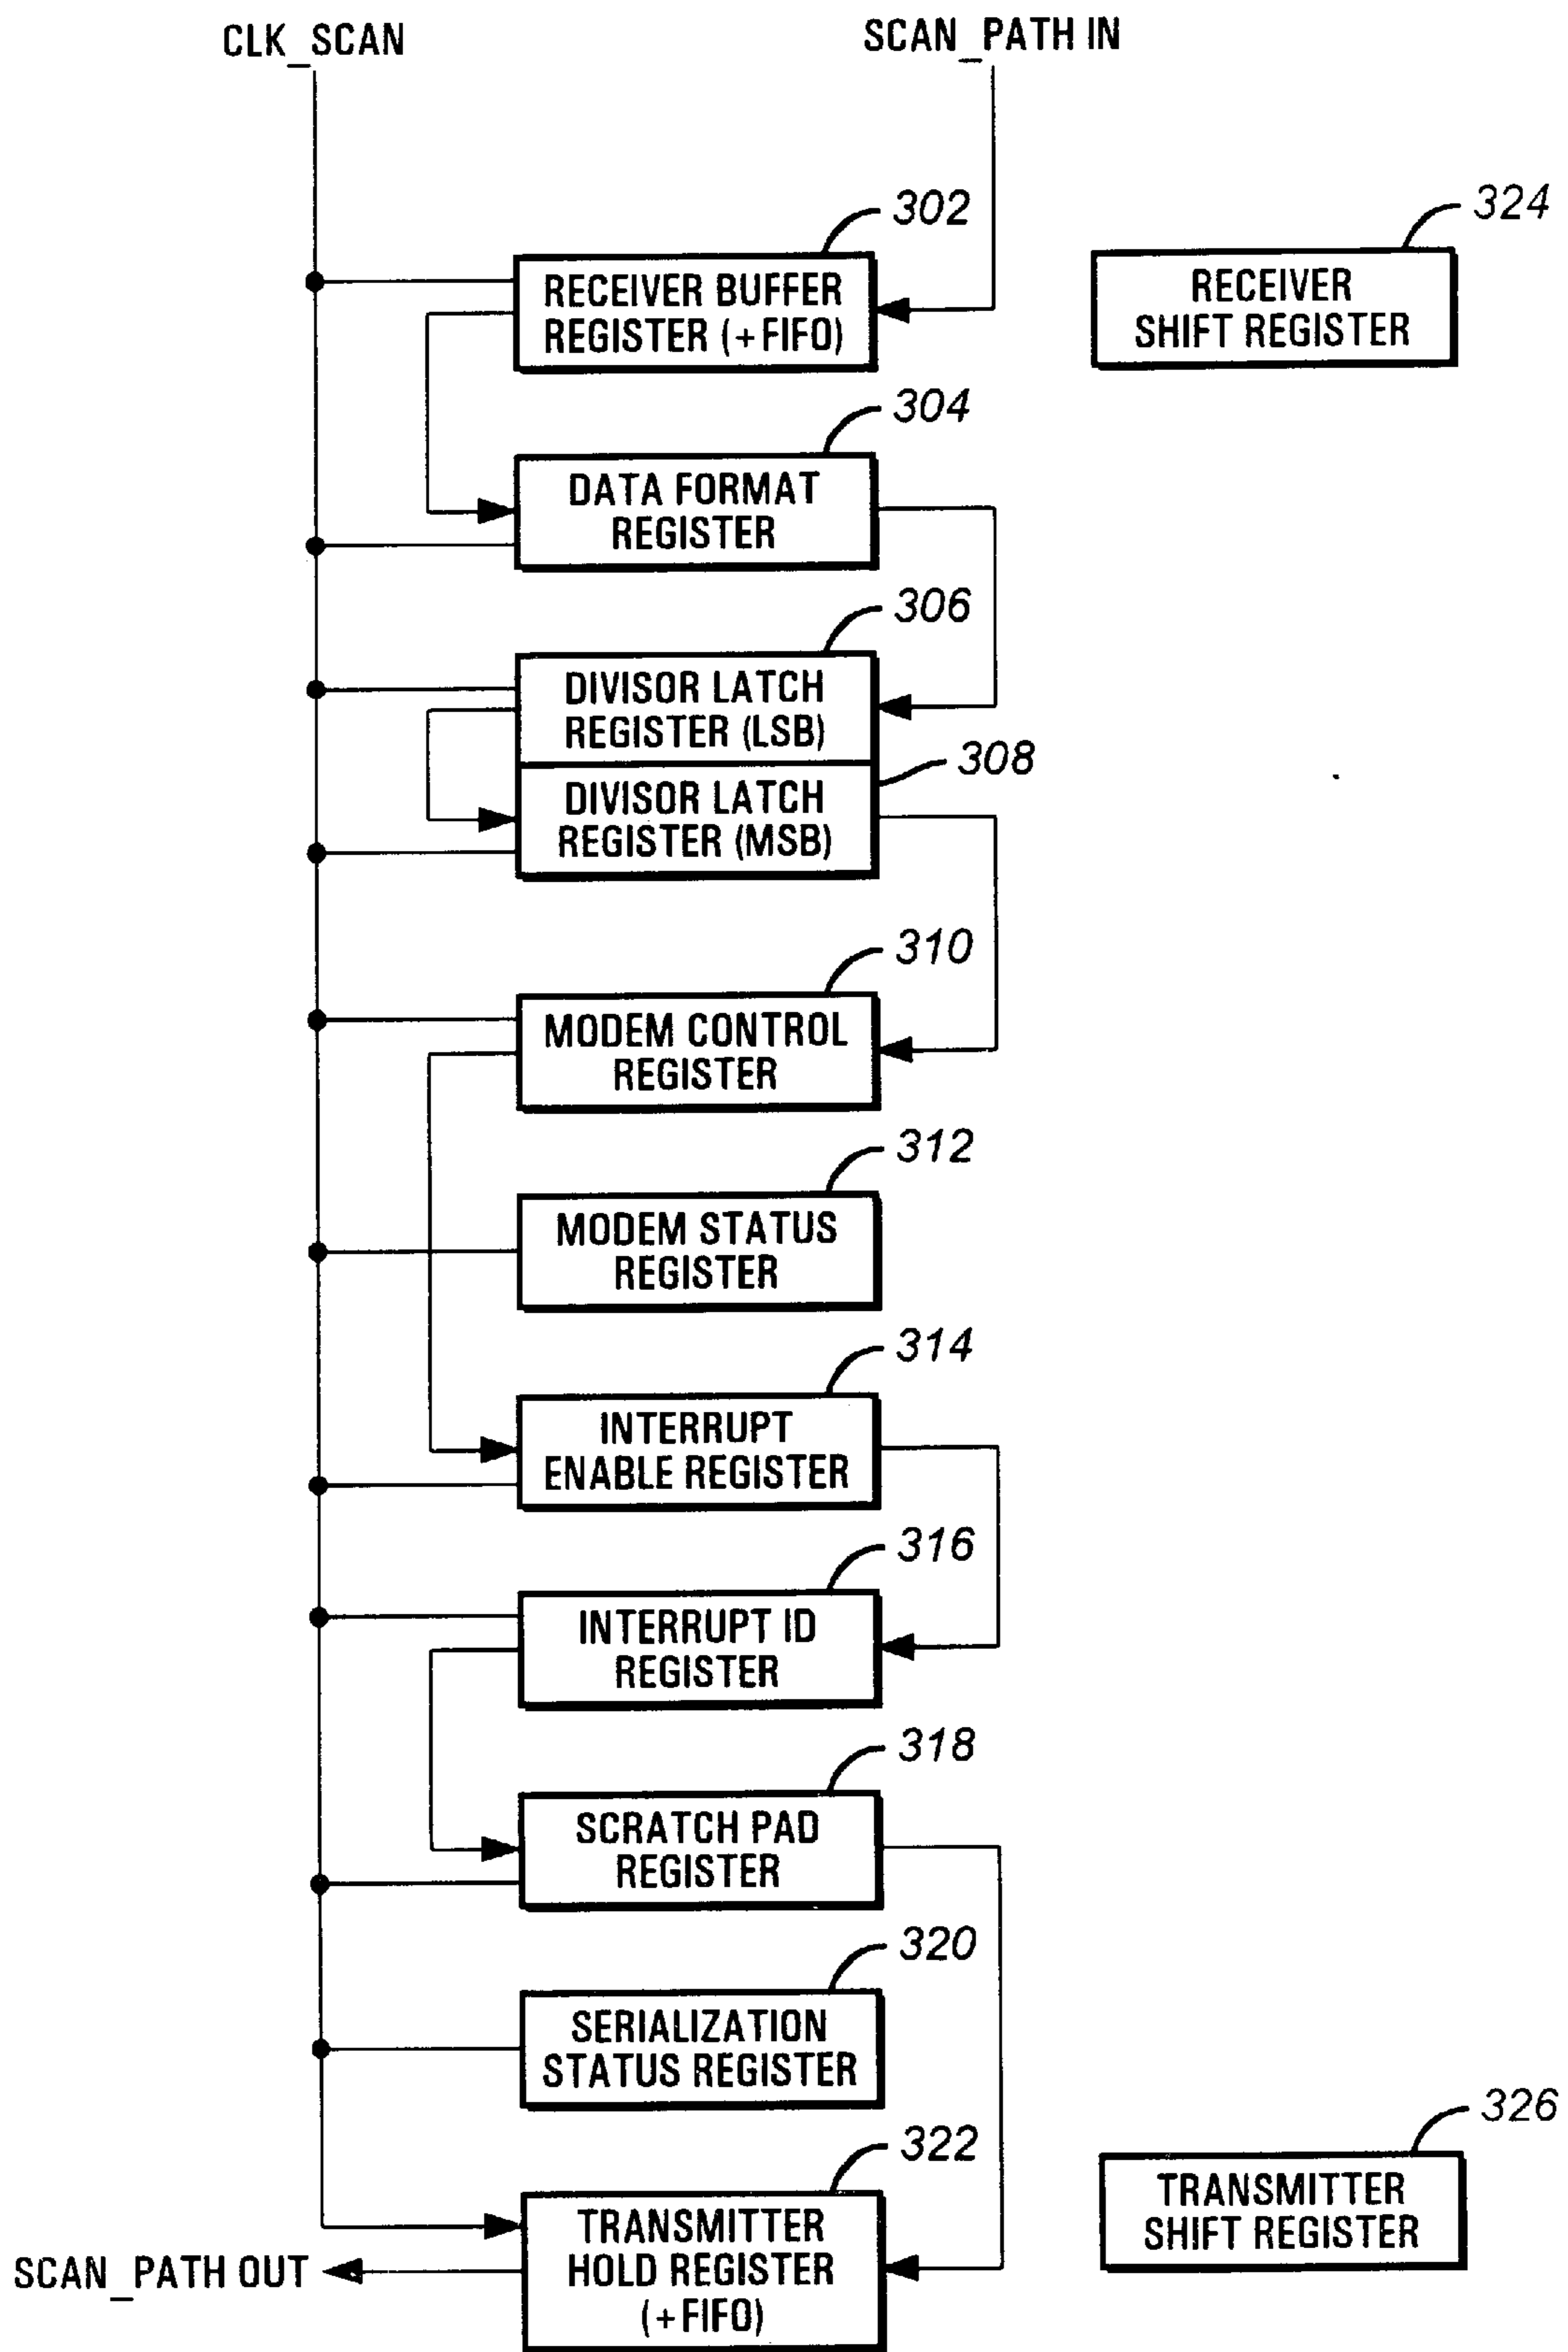 CLK_SCAN
SCAN_PATH IN
302
RECEIVER BUFFER
REGISTER (+FIFO)
324
RECEIVER
SHIFT REGISTER
304
DATA FORMAT
REGISTER
306
DIVISOR LATCH
REGISTER (LSB)
308
DIVISOR LATCH
REGISTER (MSB)
310
MODEM CONTROL
REGISTER
312
MODEM STATUS
REGISTER
314
INTERRUPT
ENABLE REGISTER
316
INTERRUPT ID
REGISTER
318
SCRATCH PAD
REGISTER
320
SERIALIZATION
STATUS REGISTER
322
TRANSMITTER
HOLD REGISTER
(+FIFO)
326
TRANSMITTER
SHIFT REGISTER
SCAN_PATH OUT